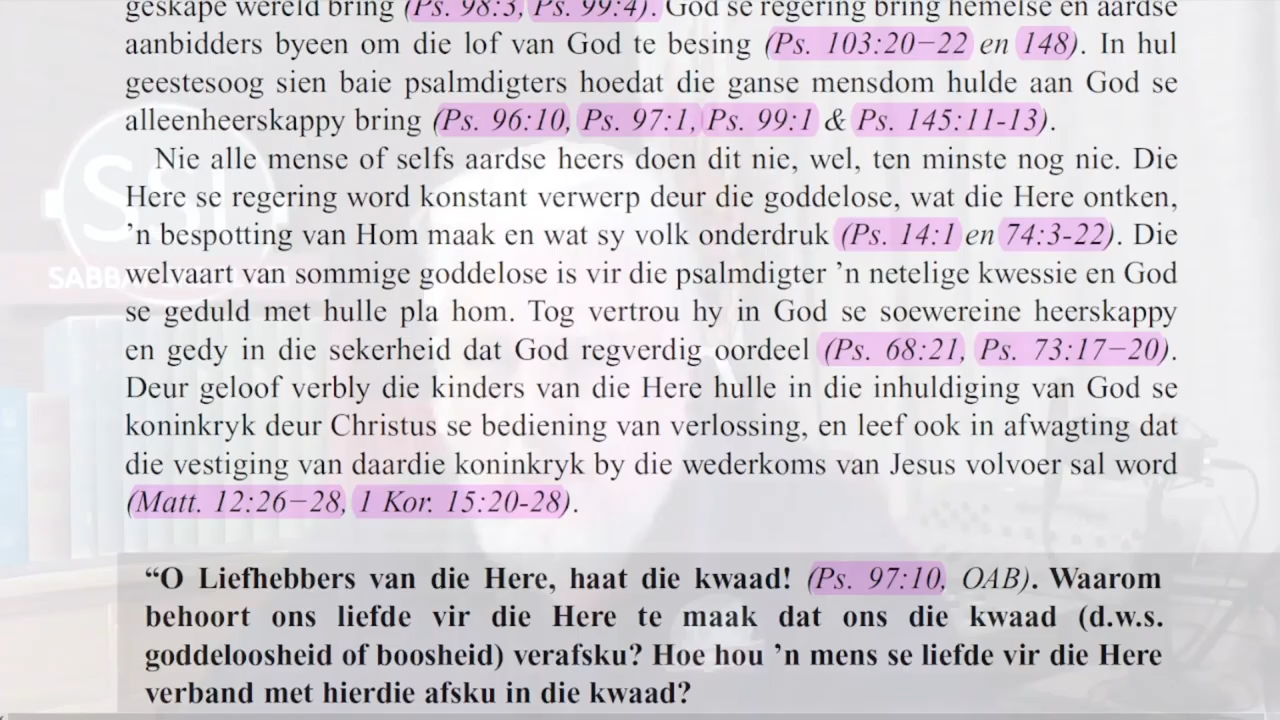 geskape wêreld bring (Ps. 98:3, Ps. 99:4). God se regering bring hemelse en aardse
aanbidders byeen om die lof van God te besing (Ps. 103:20−22 en 148). In hul
geestesoog sien baie psalmdigters hoedat die ganse mensdom hulde aan God se
alleenheerskappy bring (Ps. 96:10, Ps. 97:1, Ps. 99:1 & Ps. 145:11-13).
Nie alle mense of selfs aardse heers doen dit nie, wel, ten minste nog nie. Die
Here se regering word konstant verwerp deur die goddelose, wat die Here ontken,
’n bespotting van Hom maak en wat sy volk onderdruk (Ps. 14:1 en 74:3-22). Die
welvaart van sommige goddelose is vir die psalmdigter ’n netelige kwessie en God
se geduld met hulle pla hom. Tog vertrou hy in God se soewereine heerskappy
en gedy in die sekerheid dat God regverdig oordeel (Ps. 68:21, Ps. 73:17−20).
Deur geloof verbly die kinders van die Here hulle in die inhuldiging van God se
koninkryk deur Christus se bediening van verlossing, en leef ook in afwagting dat
die vestiging van daardie koninkryk by die wederkoms van Jesus volvoer sal word
(Matt. 12:26−28, 1 Kor. 15:20-28).
“O Liefhebbers van die Here, haat die kwaad! (Ps. 97:10, OAB). Waarom
behoort ons liefde vir die Here te maak dat ons die kwaad (d.w.s.
goddeloosheid of boosheid) verafsku? Hoe hou ’n mens se liefde vir die Here
verband met hierdie afsku in die kwaad?
SSI